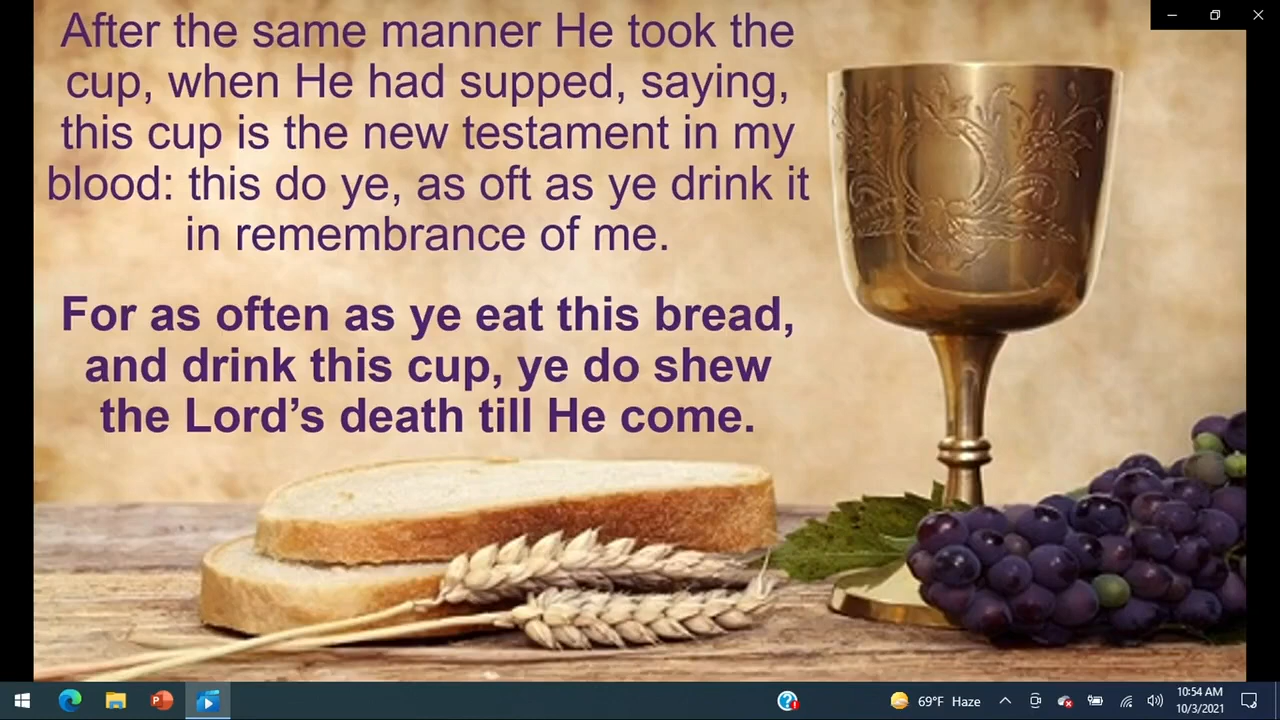 After the same manner He took the
cup, when He had supped, saying,
this cup is the new testament in my
blood: this do ye, as oft as ye drink it
in remembrance of me.
For as often as ye eat this bread,
and drink this cup, ye do shew
the Lord’s death till He come.
69°F Haze
10:54 AM
10/3/2021